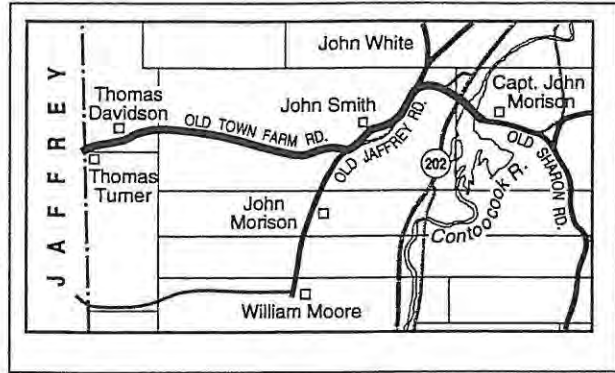 JAFFREY
John White
Thomas
Davidson
John Smith
Capt. John
Morison
OLD TOWN FARM RD.
OLD JAFFREY RD.
OLD SHARON RD.
202
Thomas
Turner
John
Morison
Contoocook R.
William Moore